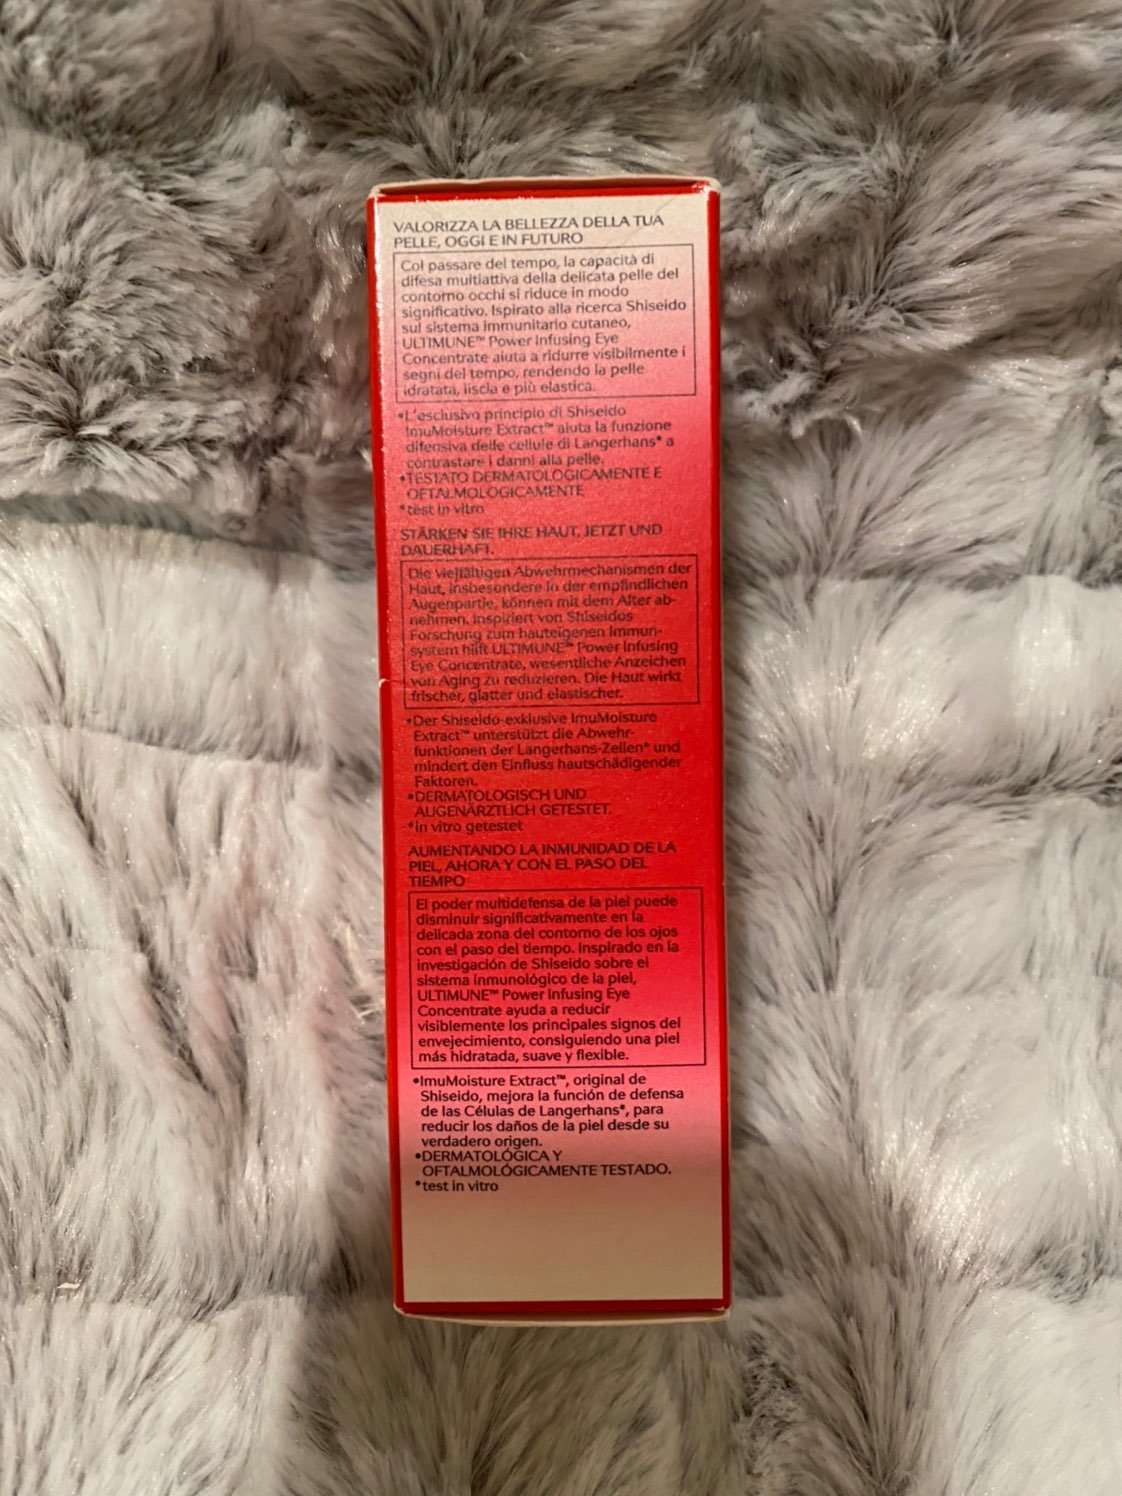 VALORIZZA LA BELLEZZA DELLA TUA
PELLE, OGGI E IN FUTURO
Col passare del tempo, la capacità di
difesa multiattiva della delicata pelle del
contorno occhi si riduce in modo
significativo. Ispirato alla ricerca Shiseido
sul sistema immunitario cutaneo,
ULTIMUNE™ Power Infusing Eye
Concentrate aiuta a ridurre visibilmente i
segni del tempo, rendendo la pelle
idratata, liscia e più elastica.
•L'esclusivo principio di Shiseido
ImuMoisture Extract™ aiuta la funzione
difensiva delle cellule di Langerhans* a
contrastare i danni alla pelle.
•TESTATO DERMATOLOGICAMENTE E
OFTALMOLOGICAMENTE
*test in vitro
STÄRKEN SIE IHRE HAUT, JETZT UND
DAUERHAFT.
Die vielfältigen Abwehrmechanismen der
Haut, insbesondere in der empfindlichen
Augenpartie, können mit dem Alter ab-
nehmen. Inspiriert von Shiseidos
Forschung zum hauteigenen Immun-
system hilft ULTIMUNE™ Power Infusing
Eye Concentrate, wesentliche Anzeichen
von Aging zu reduzieren. Die Haut wirkt
frischer, glatter und elastischer.
•Der Shiseido-exklusive ImuMoisture
Extract™ unterstützt die Abwehr-
funktionen der Langerhans-Zellen* und
mindert den Einfluss hautschädigender
Faktoren.
•DERMATOLOGISCH UND
AUGENÄRZTLICH GETESTET.
*in vitro getestet
AUMENTANDO LA INMUNIDAD DE LA
PIEL, AHORA Y CON EL PASO DEL
TIEMPO
El poder multidefensa de la piel puede
disminuir significativamente en la
delicada zona del contorno de los ojos
con el paso del tiempo. Inspirado en la
investigación de Shiseido sobre el
sistema inmunológico de la piel,
ULTIMUNE™ Power Infusing Eye
Concentrate ayuda a reducir
visiblemente los principales signos del
envejecimiento, consiguiendo una piel
más hidratada, suave y flexible.
•ImuMoisture Extract™, original de
Shiseido, mejora la función de defensa
de las Células de Langerhans*, para
reducir los daños de la piel desde su
verdadero origen.
•DERMATOLÓGICA Y
OFTALMOLÓGICAMENTE TESTADO.
*test in vitro